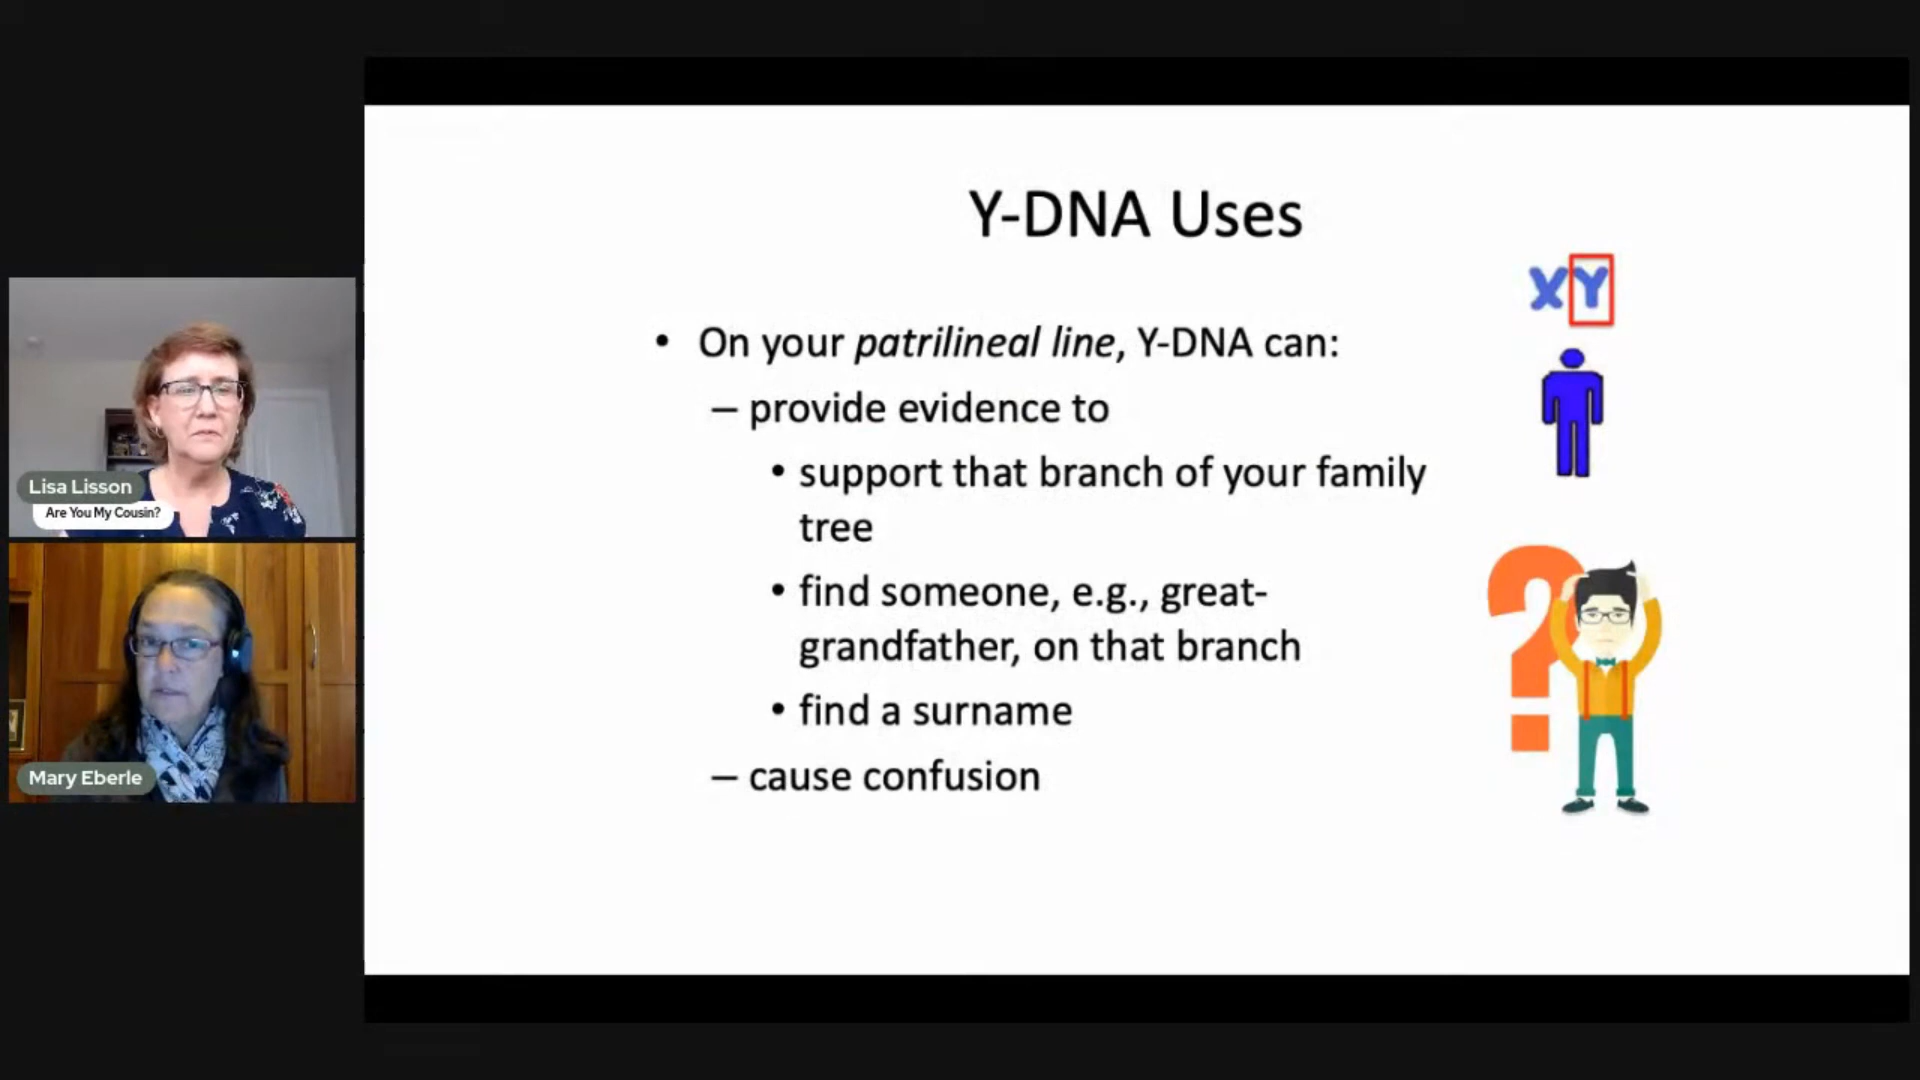 Y-DNA Uses
XY
• On your patrilineal line, Y-DNA can:
– provide evidence to
• support that branch of your family
tree
• find someone, e.g., great-
grandfather, on that branch
• find a surname
– cause confusion
?
Lisa Lisson
Are You My Cousin?
Mary Eberle